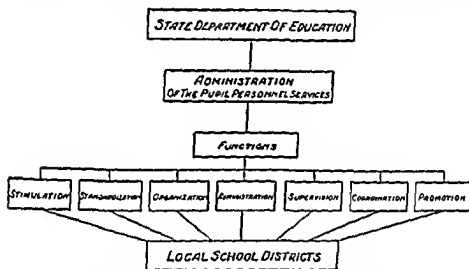 STATE DEPARTMENT OF EDUCATION
ADMINISTRATION
OF THE PUPIL PERSONNEL SERVICES
FUNCTIONS
STIMULATION STANDARDIZATION ORGANIZATION ADMINISTRATION SUPERVISION COORDINATION PROMOTION
LOCAL SCHOOL DISTRICTS